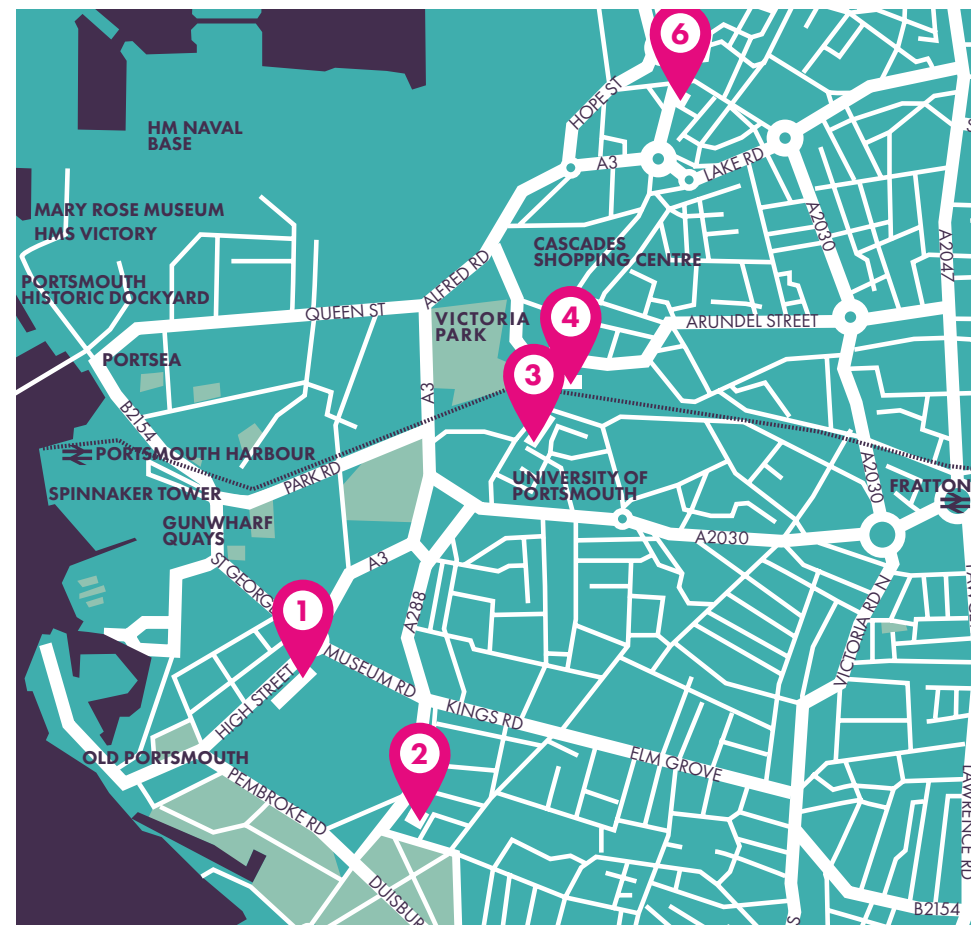 6
HOPE ST
HM NAVAL
BASE
A3
LAKE RD
MARY ROSE MUSEUM
HMS VICTORY
A2030
A2047
CASCADES
SHOPPING CENTRE
PORTSMOUTH
HISTORIC DOCKYARD
ALFRED RD
QUEEN ST
VICTORIA
PARK
4
ARUNDEL STREET
PORTSEA
3
A3
B2154
PORTSMOUTH HARBOUR
PARK RD
UNIVERSITY OF
PORTSMOUTH
A2030
FRATTON
SPINNAKER TOWER
GUNWHARF
QUAYS
A2030
A3
ST GEORGE
1
A288
VICTORIA RD N
MUSEUM RD
HIGH STREET
KINGS RD
2
OLD PORTSMOUTH
ELM GROVE
PEMBROKE RD
LAWRENCE RD
DUISBUR
B2154
S